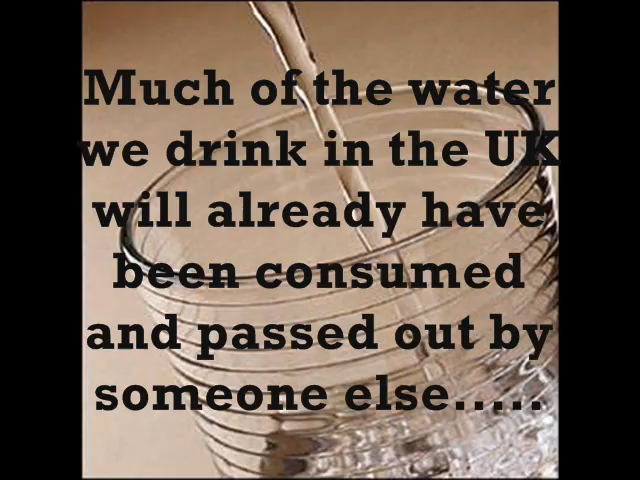 Much of the water
we drink in the UK
will already have
been consumed
and passed out by
someone else.....